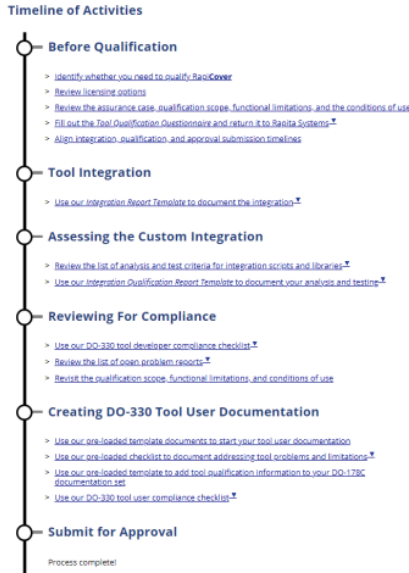 Timeline of Activities
Before Qualification
> Identify whether you need to qualify RapiCover
> Review licensing options
> Review the assurance case, qualification scope, functional limitations, and the conditions of use
> Fill out the Tool Qualification Questionnaire and return it to Rapita Systems
> Align integration, qualification, and approval submission timelines
Tool Integration
> Use our Integration Report Template to document the integration
Assessing the Custom Integration
> Review the list of analysis and test criteria for integration scripts and libraries
> Use our Integration Qualification Report Template to document your analysis and testing
Reviewing For Compliance
> Use our DO-330 tool developer compliance checklist
> Review the list of open problem reports
> Revisit the qualification scope, functional limitations, and conditions of use
Creating DO-330 Tool User Documentation
> Use our pre-loaded template documents to start your tool user documentation
> Use our pre-loaded checklist to document addressing tool problems and limitations
> Use our pre-loaded template to add tool qualification information to your DO-178C
documentation set
> Use our DO-330 tool user compliance checklist
Submit for Approval
Process complete!